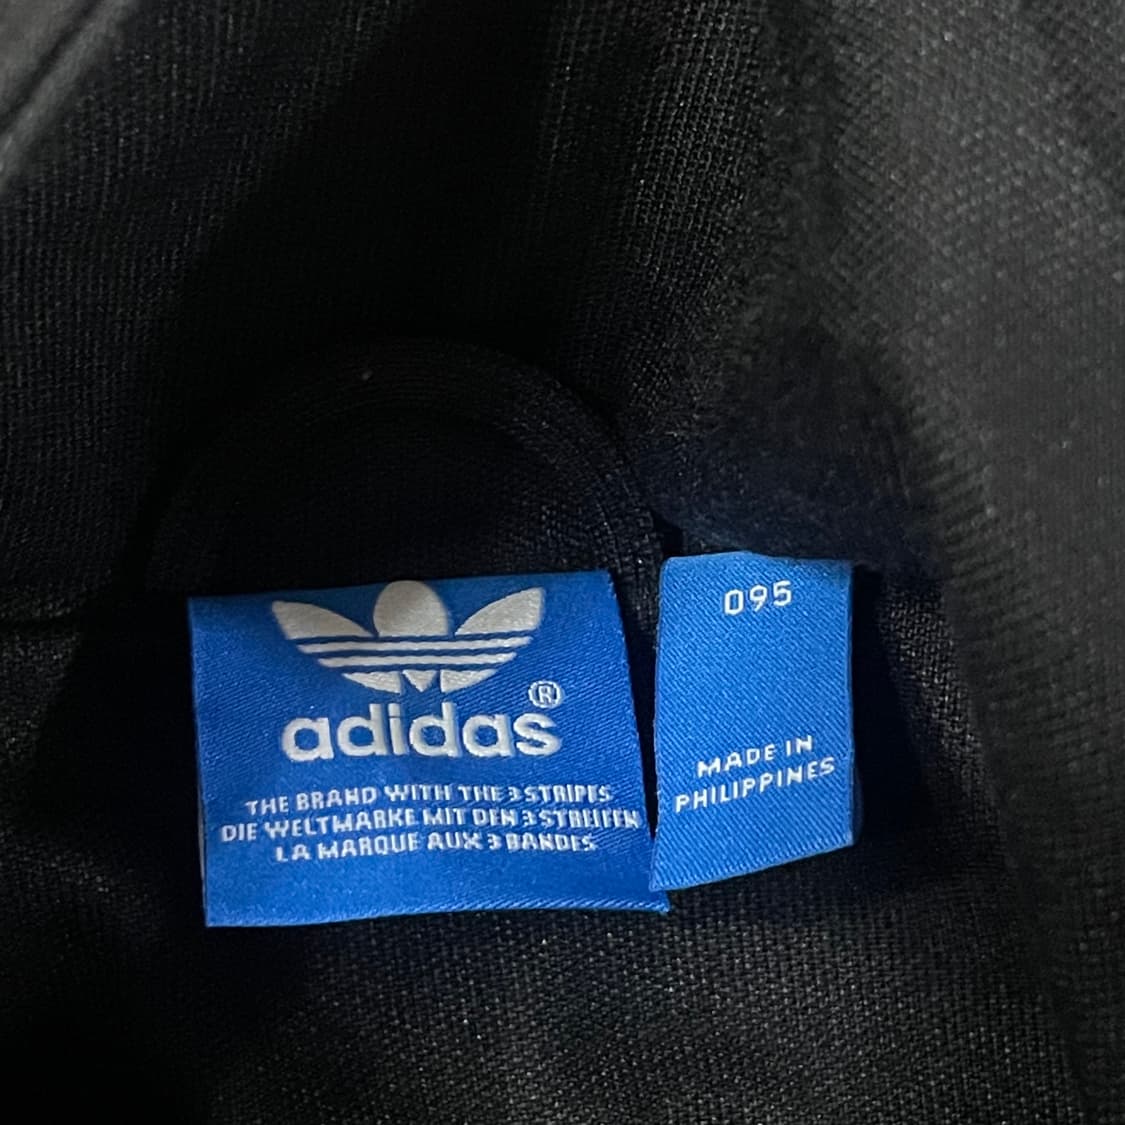 adidas®
THE BRAND WITH THE 3 STRIPES
DIE WELTMARKE MIT DEN 3 STREIFEN
LA MARQUE AUX 3 BANDES
095
MADE IN
PHILIPPINES